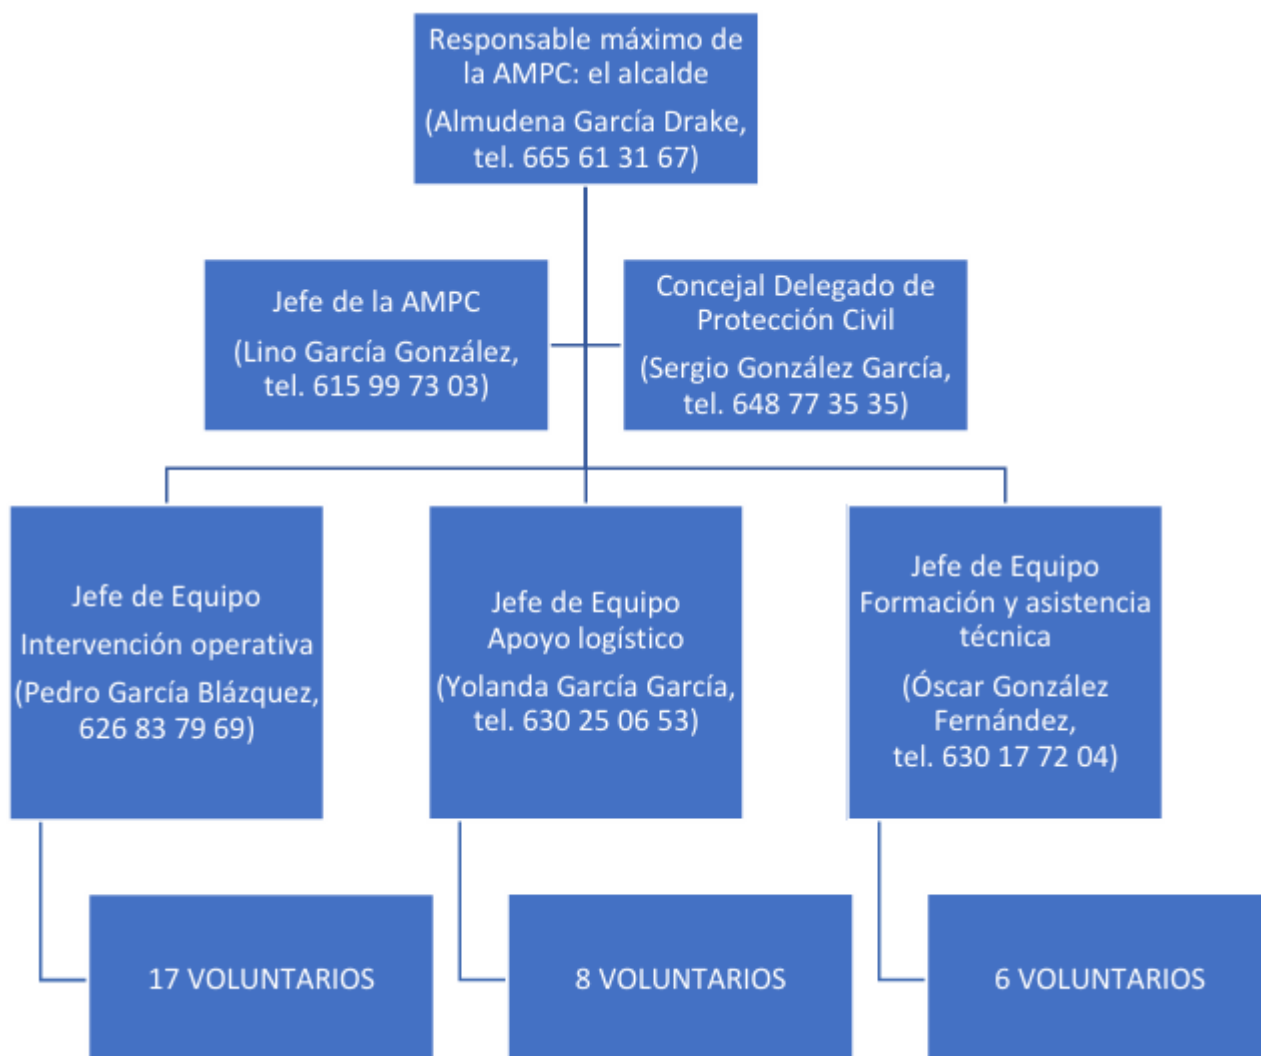 Responsable máximo de
la AMPC: el alcalde
(Almudena García Drake,
tel. 665 61 31 67)
Jefe de la AMPC
(Lino García González,
tel. 615 99 73 03)
Concejal Delegado de
Protección Civil
(Sergio González García,
tel. 648 77 35 35)
Jefe de Equipo
Intervención operativa
(Pedro García Blázquez,
626 83 79 69)
Jefe de Equipo
Apoyo logístico
(Yolanda García García,
tel. 630 25 06 53)
Jefe de Equipo
Formación y asistencia
técnica
(Óscar González
Fernández,
tel. 630 17 72 04)
17 VOLUNTARIOS
8 VOLUNTARIOS
6 VOLUNTARIOS